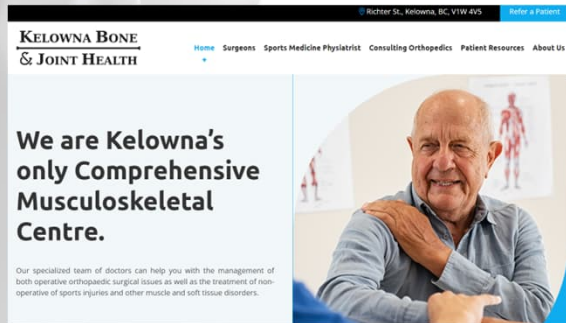 Richter St., Kelowna, BC, V1W 4V5 Refer a Patient
KELOWNA BONE
& JOINT HEALTH
Home Surgeons Sports Medicine Physiatrist Consulting Orthopedics Patient Resources About Us
We are Kelowna's
only Comprehensive
Musculoskeletal
Centre.
Our specialized team of doctors can help you with the management of
both operative orthopaedic surgical issues as well as the treatment of non-
operative of sports injuries and other muscle and soft tissue disorders.